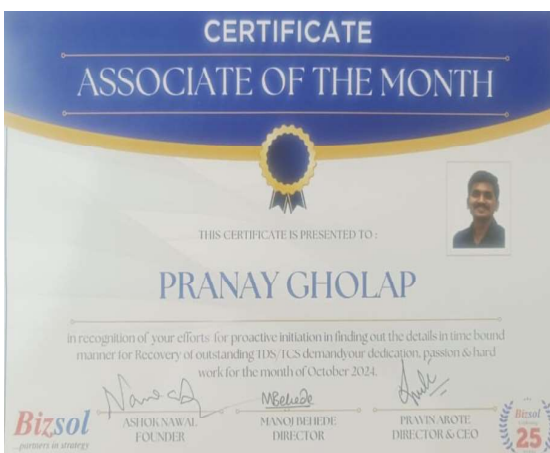 CERTIFICATE
ASSOCIATE OF THE MONTH
THIS CERTIFICATE IS PRESENTED TO :
PRANAY GHOLAP
in recognition of your efforts for proactive initiation in finding out the details in time bound
manner for Recovery of outstanding TDS/TCS demandyour dedication, passion & hard
work for the month of October 2024.
MBehede
ASHOK NAWAL
FOUNDER
MANOJ BEHEDE
DIRECTOR
PRAVIN AROTE
DIRECTOR & CEO
Bizsol
...partners in strategy
Bizsol
25